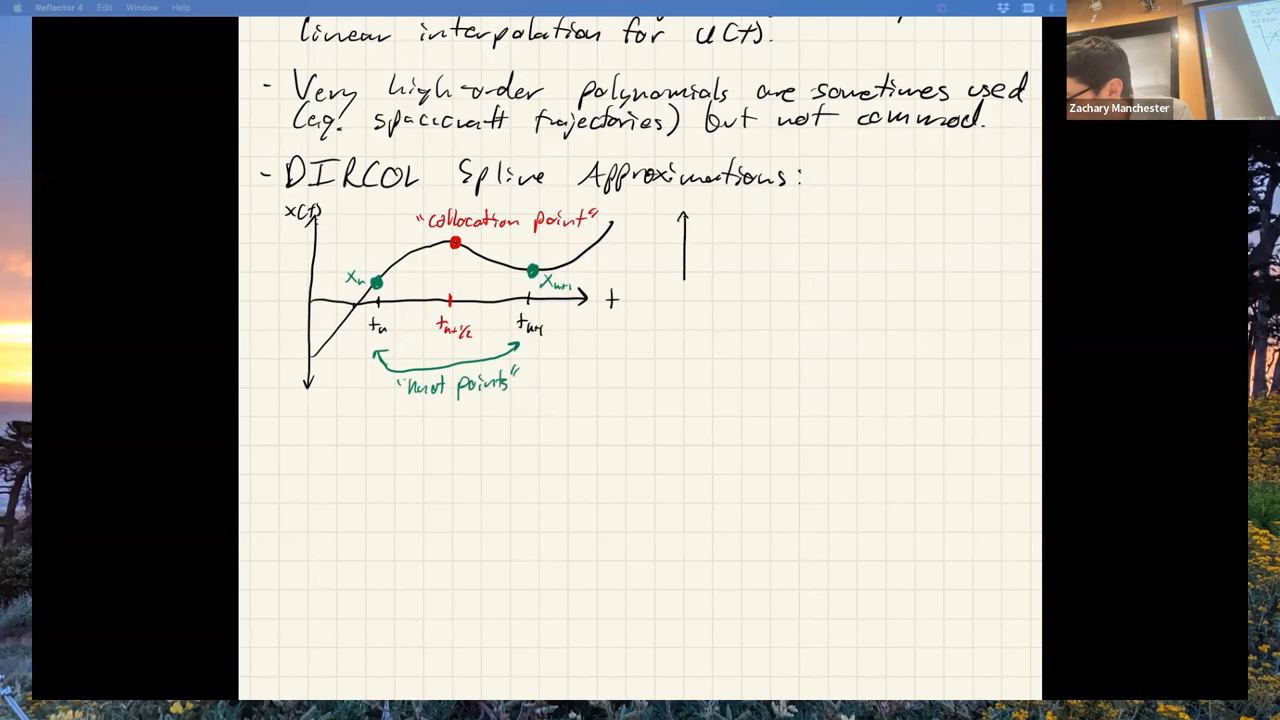 Reflector 4 Edit Window Help
linear interpolation for u(t).
- Very high-order polynomials are sometimes used
(eg. spacecraft trajectories) but not common.
- DIRCOL Spline Approximations:
x(t)
"collocation point"
xn
xn+1
t
tn
tn+1/2
tn+1
"knot points"
Zachary Manchester